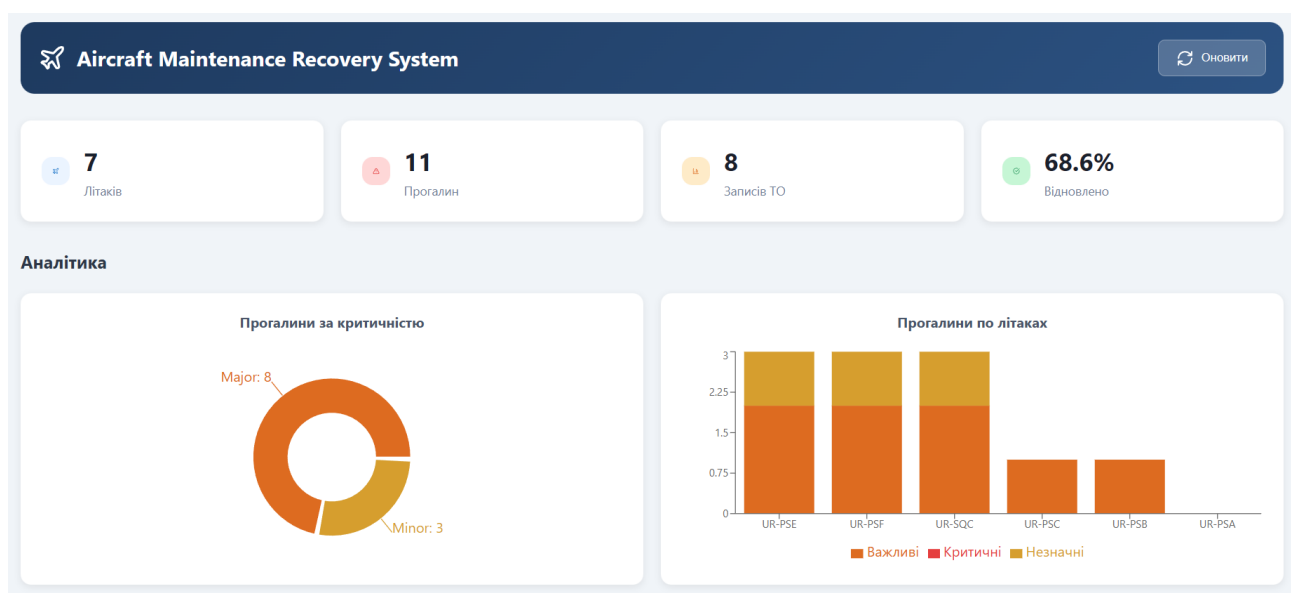 Aircraft Maintenance Recovery System
Оновити
7
Літаків
11
Прогалин
8
Записів ТО
68.6%
Відновлено
Аналітика
Прогалини за критичністю
Major: 8
Minor: 3
Прогалини по літаках
3
2.25
1.5
0.75
0
UR-PSE UR-PSF UR-SQC UR-PSC UR-PSB UR-PSA
Важливі Критичні Незначні